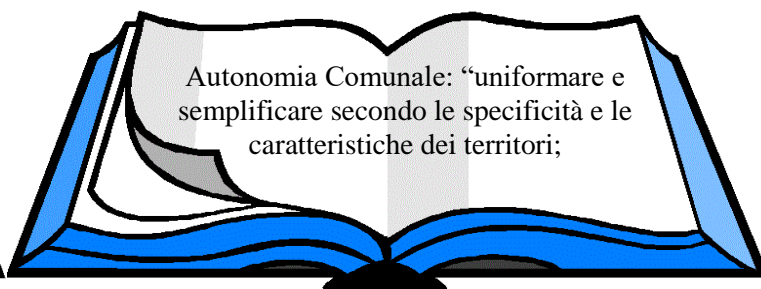 Autonomia Comunale: “uniformare e
semplificare secondo le specificità e le
caratteristiche dei territori;